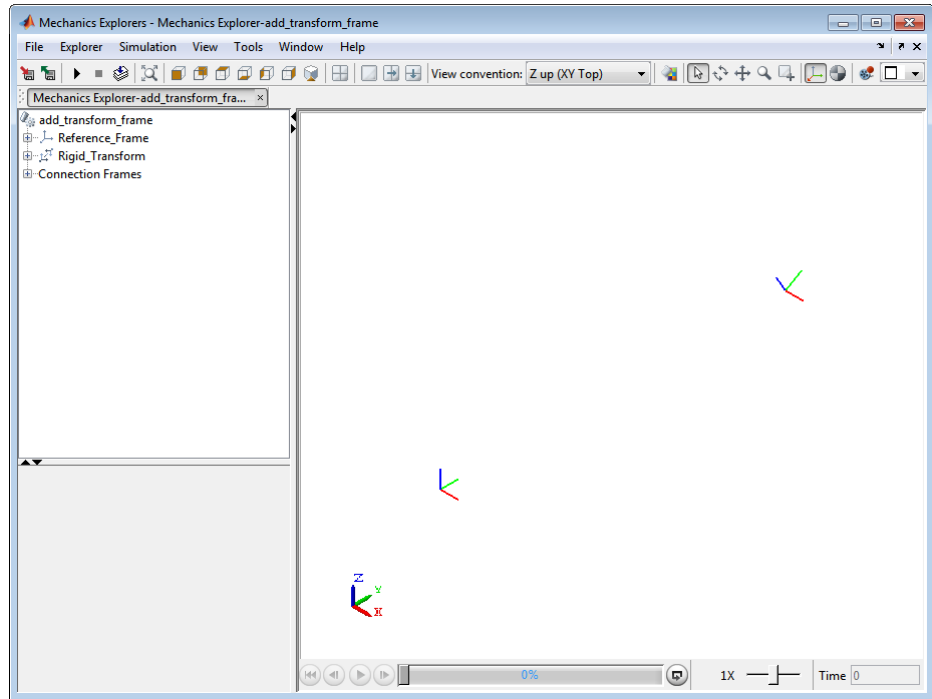 Mechanics Explorers - Mechanics Explorer-add_transform_frame
File Explorer Simulation View Tools Window Help
View convention: Z up (XY Top)
Mechanics Explorer-add_transform_fra... ×
add_transform_frame
Reference_Frame
Rigid_Transform
Connection Frames
Z
Y
X
0% 1X Time 0